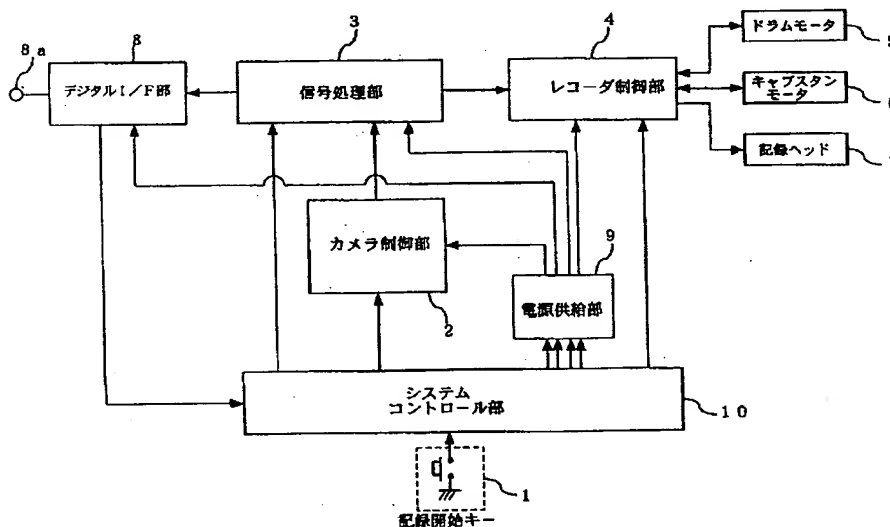 8a
8
デジタルI/F部
3
信号処理部
4
レコーダ制御部
ドラムモータ
キャプスタン
モータ
記録ヘッド
カメラ制御部
2
9
電源供給部
システム
コントロール部
10
1
記録開始キー